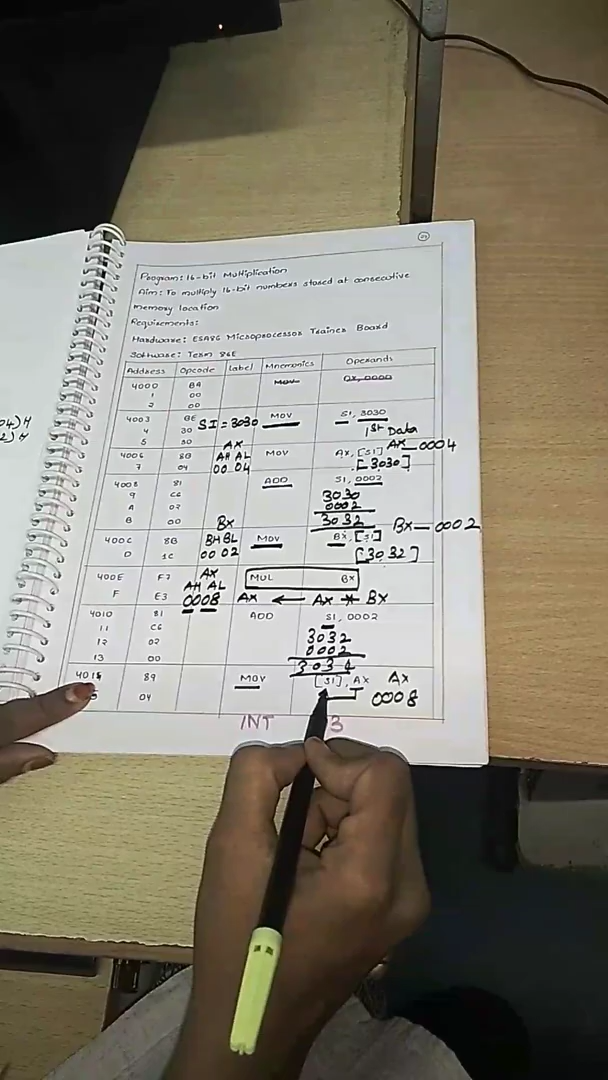 01
Program: 16-bit Multiplication
Aim: To multiply 16-bit numbers stored at consecutive
memory location
Requirements:
Hardware: ESA86 Microprocessor Trainer Board
Software: Term 86E
Address Opcode Label Mnemonics Operands
4000 B9 MOV CX, 0000
1 00
2 00
4003 BE SI = 3030 MOV SI, 3030
4 30 1st Data
5 30
4006 8B AX AH AL MOV AX, [SI] AX — 0004
7 04 00 04 [3030]
4008 81 ADD SI, 0002
9 C6 3030
A 02 0002
B 00 3032
BX BX — 0002
400C 8B BH BL MOV BX, [SI]
D 1C 00 02 [3032]
400E F7 AX MUL BX
F E3 AH AL
0008 AX ← AX * BX
4010 81 ADD SI, 0002
11 C6 3032
12 02 0002
13 00 3034
4014 89 MOV [SI], AX AX
15 04 0008
INT 3
04)H
2)H